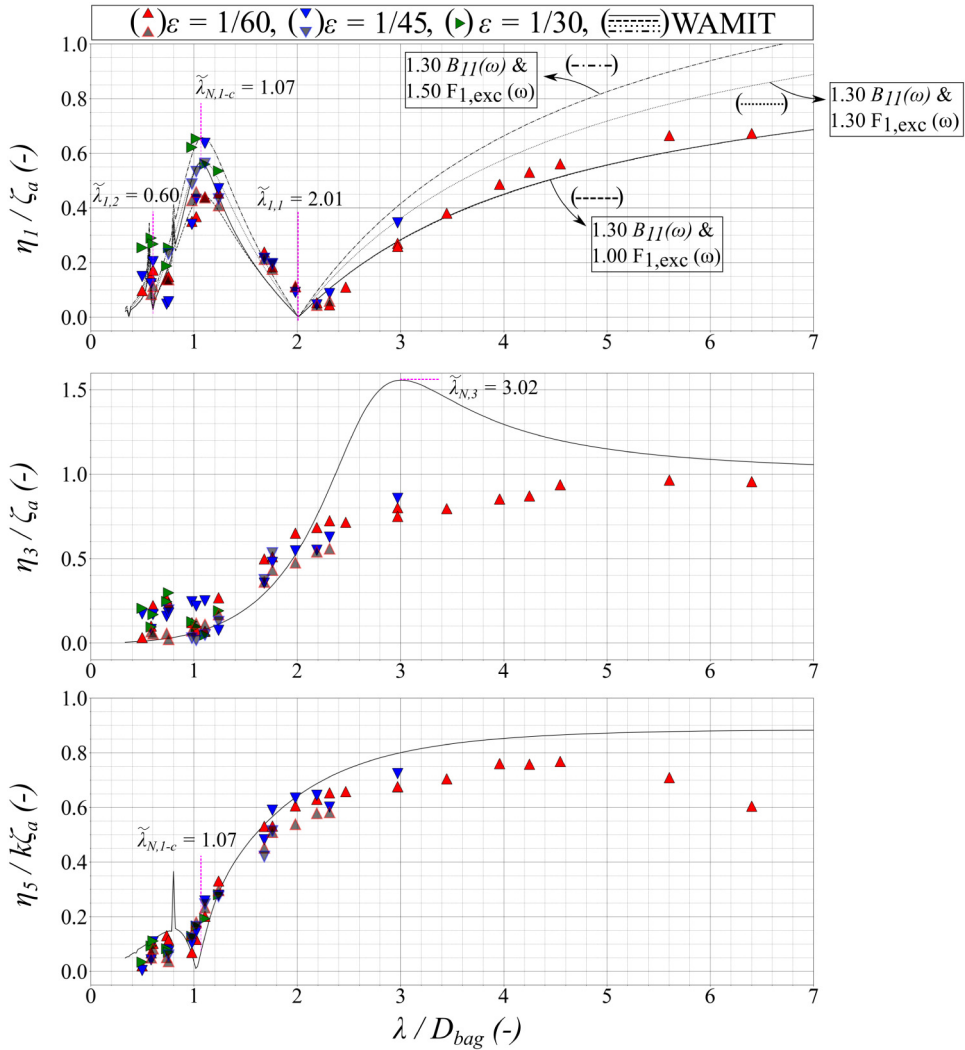 ( )ε = 1/60, ( )ε = 1/45, ( )ε = 1/30, ( )WAMIT
η1 / ζa (-)
1.0
0.8
0.6
0.4
0.2
0.0
0 1 2 3 4 5 6 7
λ̃N,1-c = 1.07
λ̃1,2 = 0.60
λ̃1,1 = 2.01
1.30 B11(ω) &
1.50 F1,exc (ω)
( )
1.30 B11(ω) &
1.30 F1,exc (ω)
( )
( )
1.30 B11(ω) &
1.00 F1,exc (ω)
η3 / ζa (-)
1.5
1.0
0.5
0.0
0 1 2 3 4 5 6 7
λ̃N,3 = 3.02
η5 / kζa (-)
1.0
0.8
0.6
0.4
0.2
0.0
0 1 2 3 4 5 6 7
λ̃N,1-c = 1.07
λ / Dbag (-)